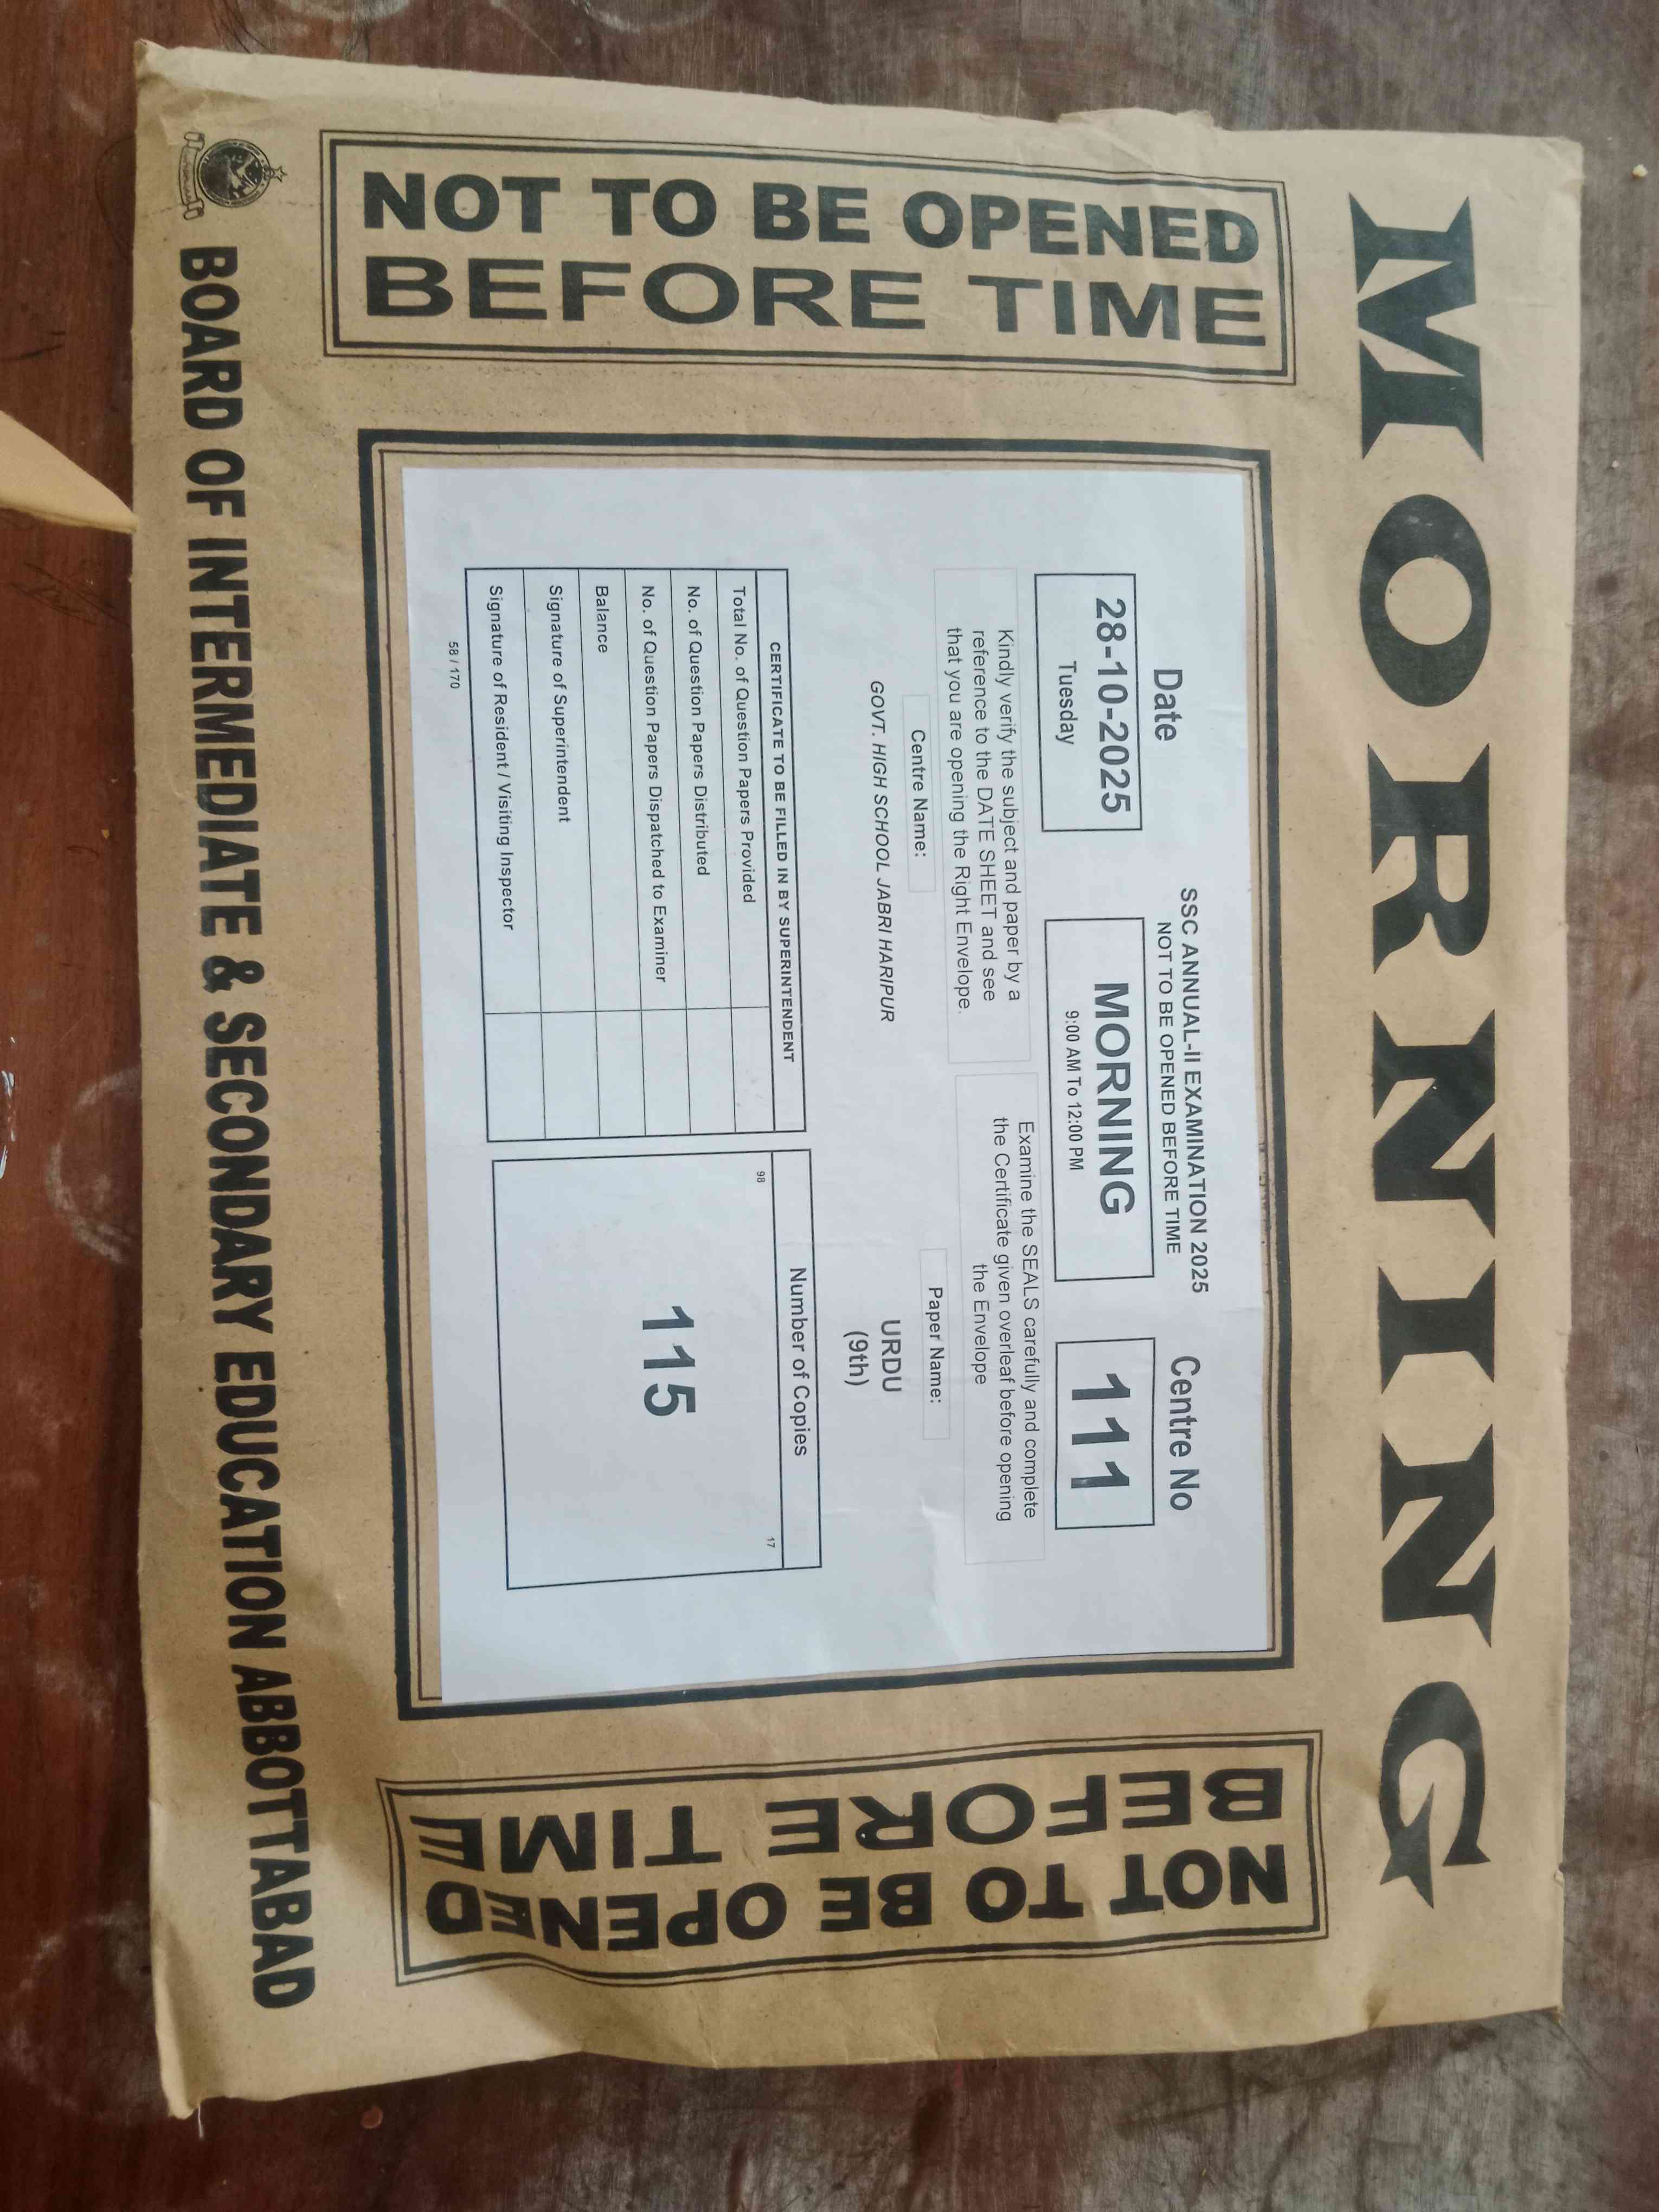 MORNING
NOT TO BE OPENED
BEFORE TIME
Date
SSC ANNUAL-II EXAMINATION 2025
NOT TO BE OPENED BEFORE TIME
Centre No
28-10-2025
Tuesday
MORNING
9:00 AM To 12:00 PM
111
Kindly verify the subject and paper by a
reference to the DATE SHEET and see
that you are opening the Right Envelope.
Examine the SEALS carefully and complete
the Certificate given overleaf before opening
the Envelope
Centre Name:
GOVT. HIGH SCHOOL JABRI HARIPUR
Paper Name:
URDU
(9th)
CERTIFICATE TO BE FILLED IN BY SUPERINTENDENT
Total No. of Question Papers Provided
No. of Question Papers Distributed
No. of Question Papers Dispatched to Examiner
Balance
Signature of Superintendent
Signature of Resident / Visiting Inspector
58 / 170
Number of Copies
98
17
115
NOT TO BE OPENED
BEFORE TIME
BOARD OF INTERMEDIATE & SECONDARY EDUCATION ABBOTTABAD